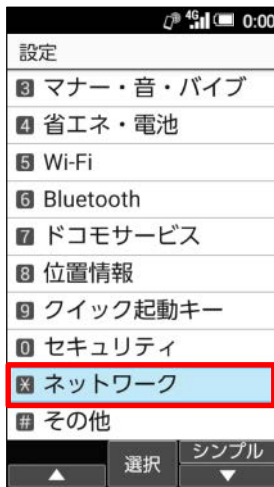 4G 0:00
設定
3 マナー・音・バイブ
4 省エネ・電池
5 Wi-Fi
6 Bluetooth
7 ドコモサービス
8 位置情報
9 クイック起動キー
0 セキュリティ
* ネットワーク
# その他
シンプル
▲ 選択 ▼